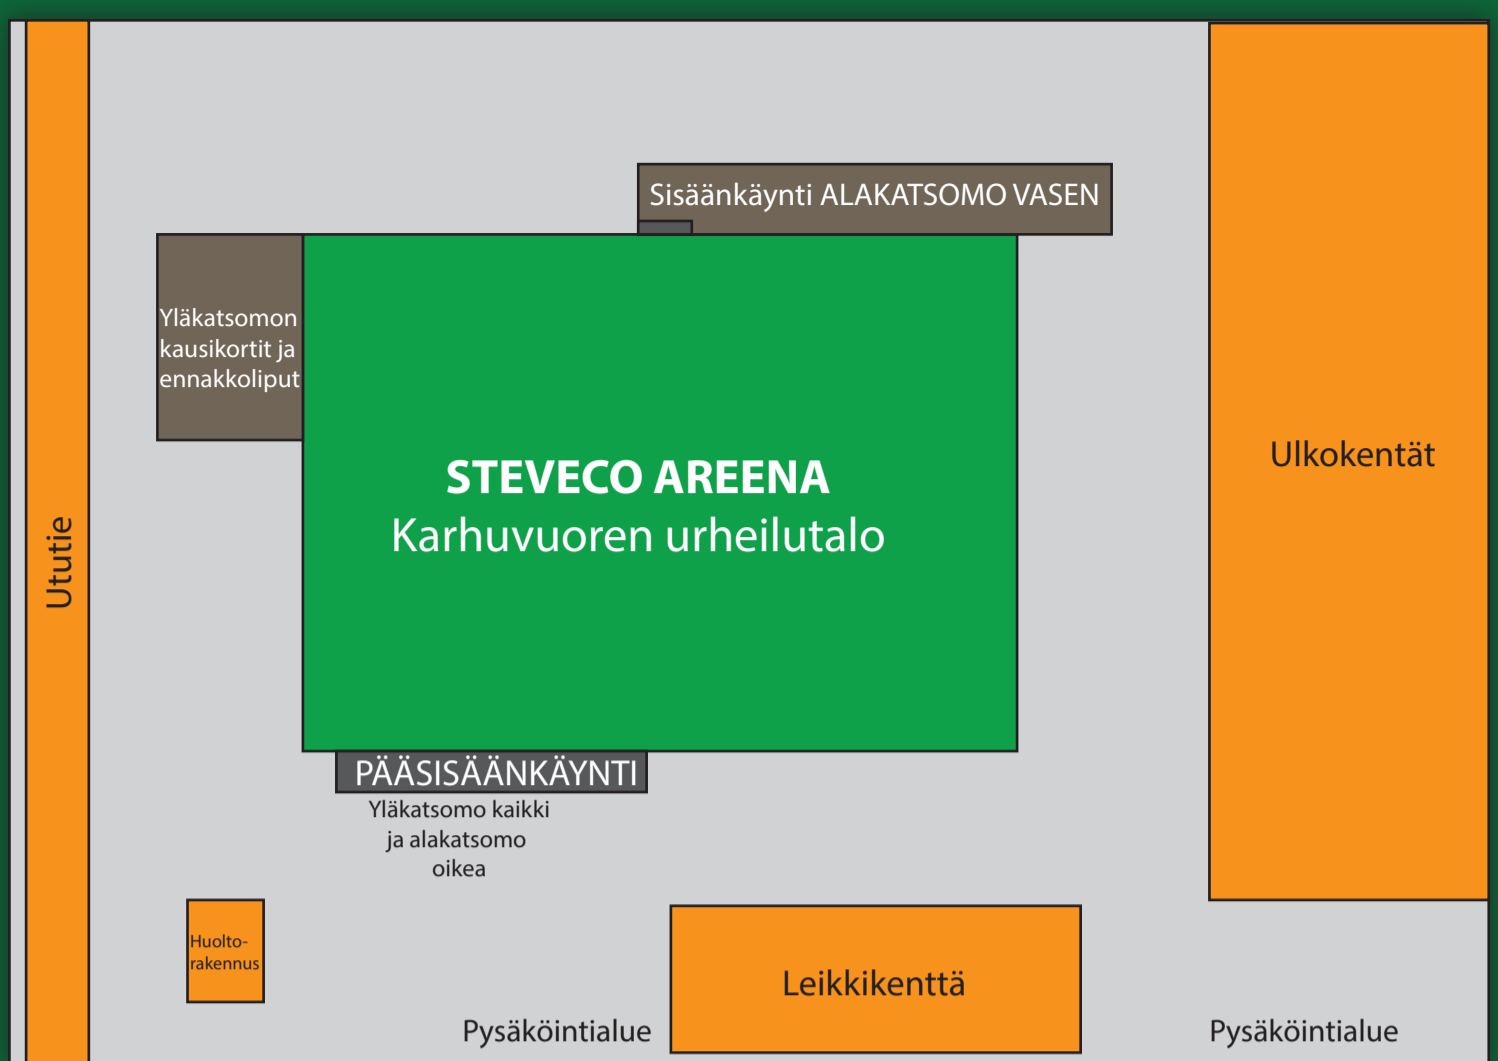 Sisäänkäynti ALAKATSOMO VASEN
Yläkatsomon
kausikortit ja
ennakkoliput
STEVECO AREENA
Karhuvuoren urheilutalo
Ulkokentät
Ututie
PÄÄSISÄÄNKÄYNTI
Yläkatsomo kaikki
ja alakatsomo
oikea
Huolto-
rakennus
Leikkikenttä
Pysäköintialue
Pysäköintialue